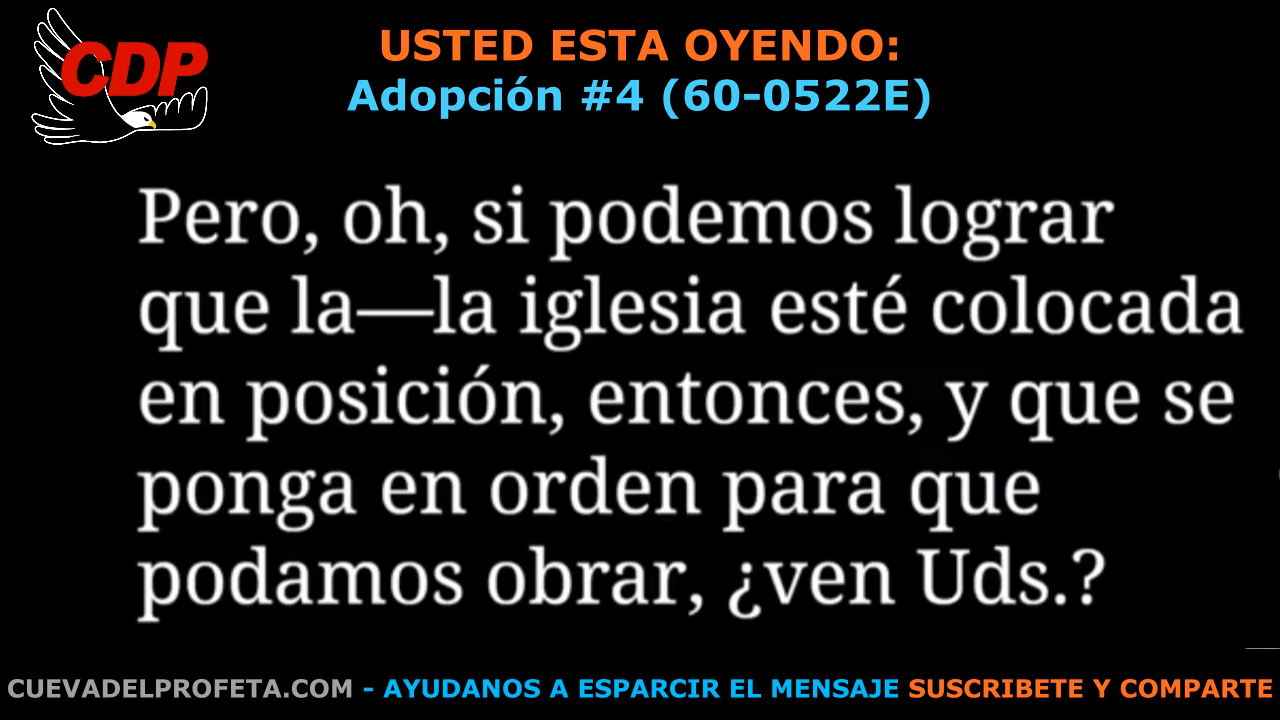 CDP
USTED ESTA OYENDO:
Adopción #4 (60-0522E)
Pero, oh, si podemos lograr
que la—la iglesia esté colocada
en posición, entonces, y que se
ponga en orden para que
podamos obrar, ¿ven Uds.?
CUEVADELPROFETA.COM - AYUDANOS A ESPARCIR EL MENSAJE SUSCRIBETE Y COMPARTE